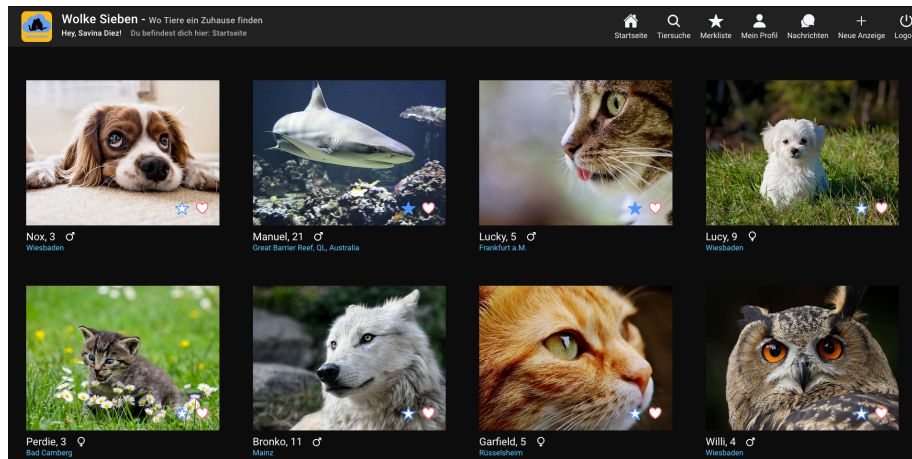 Wolke Sieben - Wo Tiere ein Zuhause finden
Hey, Savina Diez! Du befindest dich hier: Startseite
Startseite Tiersuche Merkliste Mein Profil Nachrichten Neue Anzeige Logo
Nox, 3 ♂
Wiesbaden
Manuel, 21 ♂
Great Barrier Reef, QL, Australia
Lucky, 5 ♂
Frankfurt a.M.
Lucy, 9 ♀
Wiesbaden
Perdie, 3 ♀
Bad Camberg
Bronko, 11 ♂
Mainz
Garfield, 5 ♀
Rüsselsheim
Willi, 4 ♂
Wiesbaden